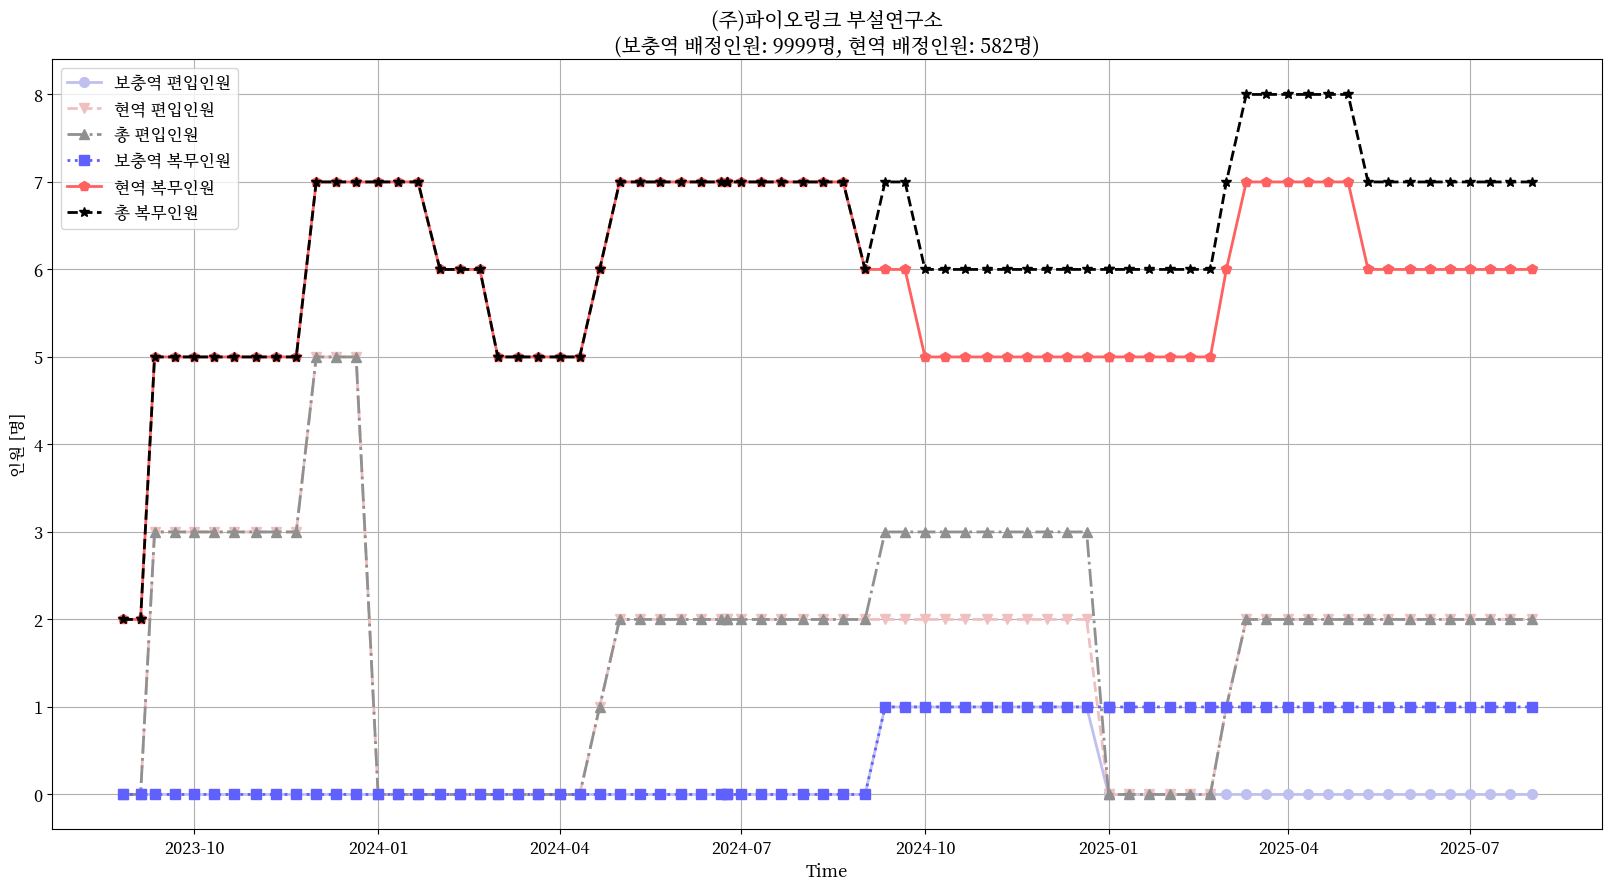 (주)파이오링크 부설연구소
(보충역 배정인원: 9999명, 현역 배정인원: 582명)
보충역 편입인원
현역 편입인원
총 편입인원
보충역 복무인원
현역 복무인원
총 복무인원
인원 [명]
8
7
6
5
4
3
2
1
0
2023-10 2024-01 2024-04 2024-07 2024-10 2025-01 2025-04 2025-07
Time